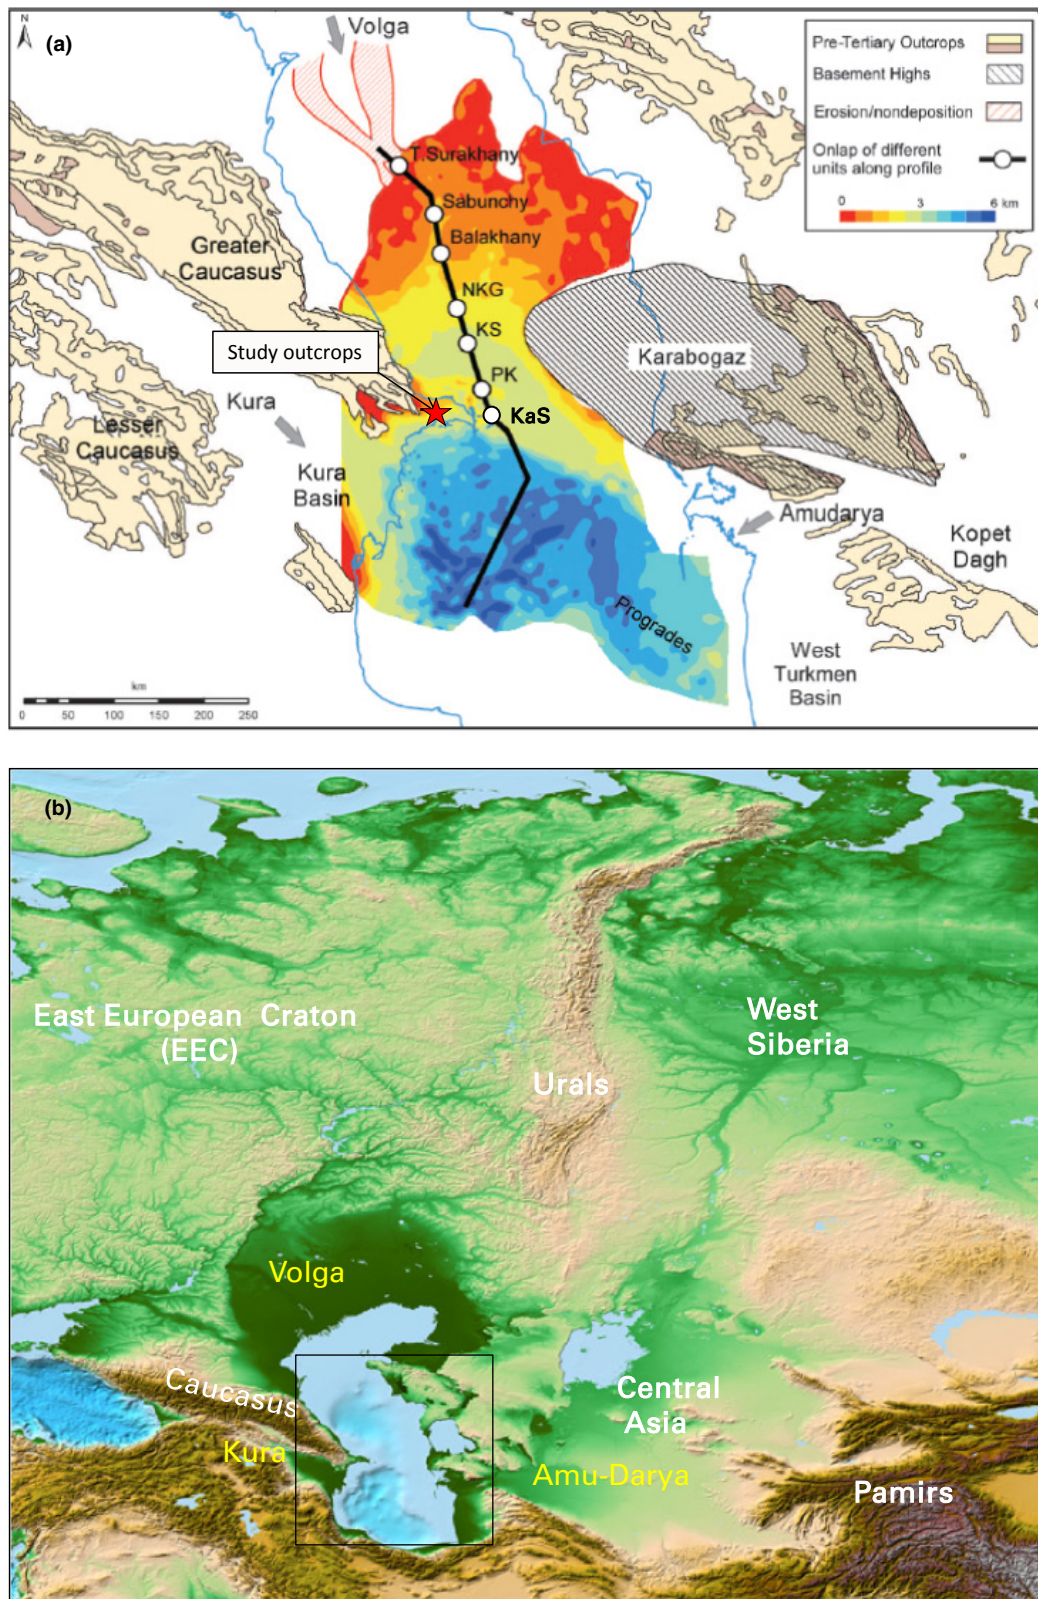 N
(a)
Volga
Pre-Tertiary Outcrops
Basement Highs
Erosion/nondeposition
Onlap of different
units along profile
0 3 6 km
T.Surakhany
Sabunchy
Balakhany
Greater
Caucasus
NKG
KS
Study outcrops
Karabogaz
PK
KaS
Kura
Lesser
Caucasus
Kura
Basin
Amudarya
Kopet
Dagh
Progrades
West
Turkmen
Basin
km
0 50 100 150 200 250
(b)
East European Craton
(EEC)
West
Siberia
Urals
Volga
Caucasus
Central
Asia
Kura
Amu-Darya
Pamirs